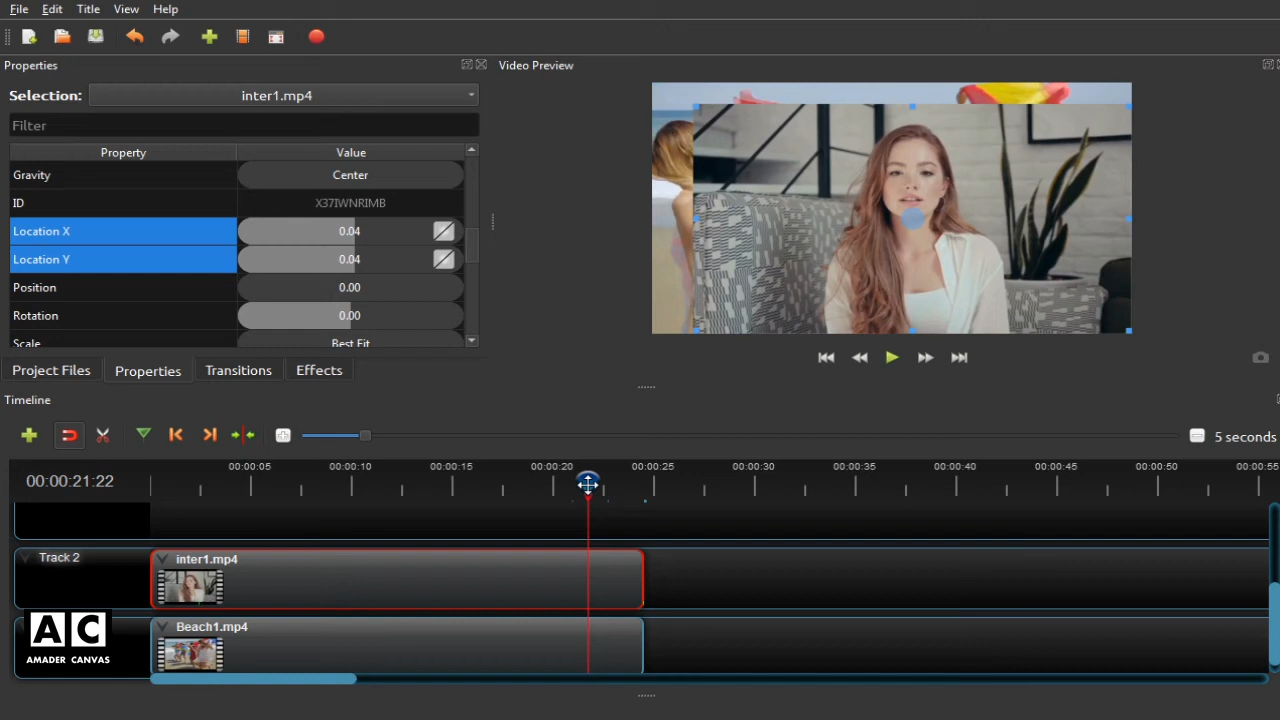 File Edit Title View Help
Properties
Video Preview
Selection: inter1.mp4
Filter
Property Value
Gravity Center
ID X37IWNRIMB
Location X 0.04
Location Y 0.04
Position 0.00
Rotation 0.00
Scale Best Fit
Project Files Properties Transitions Effects
Timeline
5 seconds
00:00:21:22
00:00:05 00:00:10 00:00:15 00:00:20 00:00:25 00:00:30 00:00:35 00:00:40 00:00:45 00:00:50 00:00:55
Track 2
inter1.mp4
Beach1.mp4
AC
AMADER CANVAS